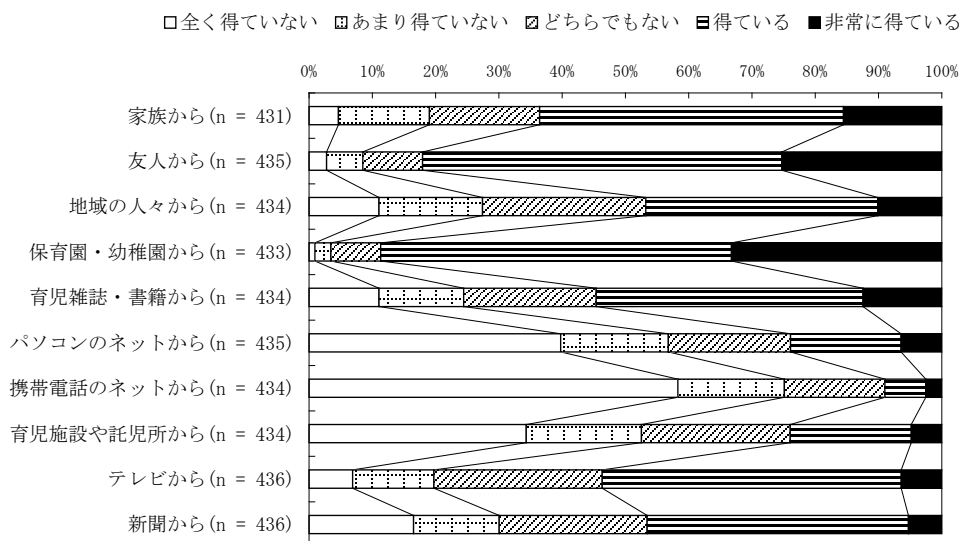 □全く得ていない □あまり得ていない □どちらでもない □得ている ■非常に得ている
0% 10% 20% 30% 40% 50% 60% 70% 80% 90% 100%
家族から(n = 431)
友人から(n = 435)
地域の人々から(n = 434)
保育園・幼稚園から(n = 433)
育児雑誌・書籍から(n = 434)
パソコンのネットから(n = 435)
携帯電話のネットから(n = 434)
育児施設や託児所から(n = 434)
テレビから(n = 436)
新聞から(n = 436)